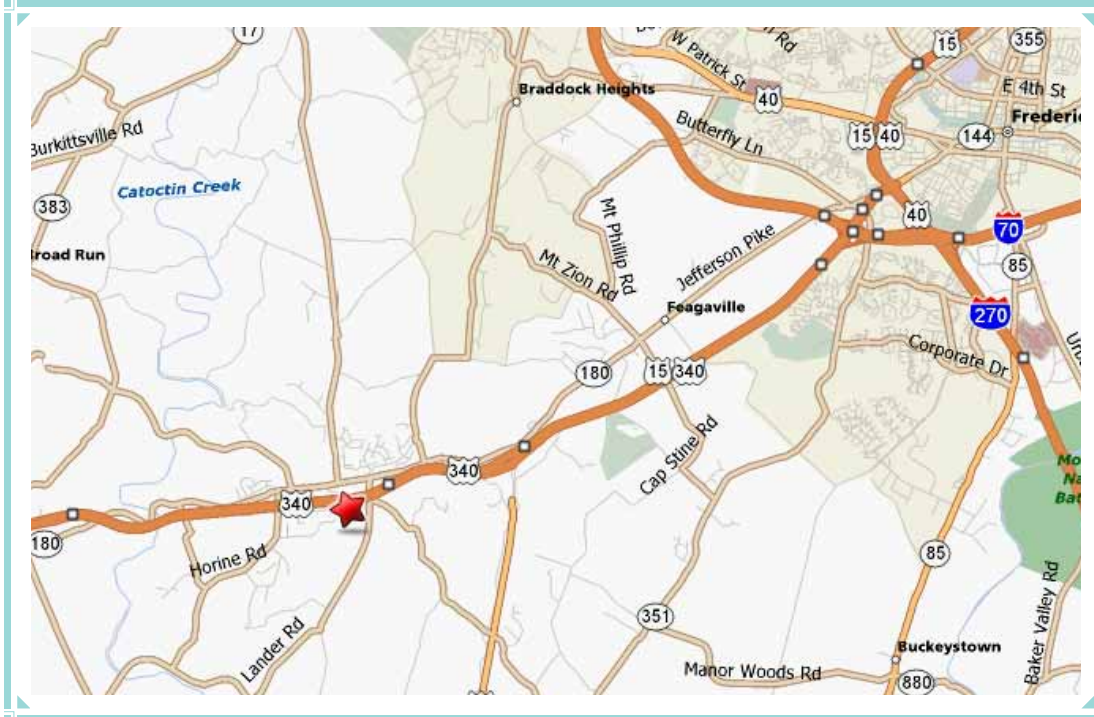 17
15
355
W Patrick St
E 4th St
Braddock Heights
40
Frederi
Burkittsville Rd
Butterfly Ln
15 40
144
Catoctin Creek
383
Mt Phillip Rd
40
70
Broad Run
Jefferson Pike
Mt Zion Rd
85
Feagaville
270
Corporate Dr
180
15 340
Cap Stine Rd
340
340
180
Horine Rd
85
Lander Rd
351
Baker Valley Rd
Buckeystown
Manor Woods Rd
880